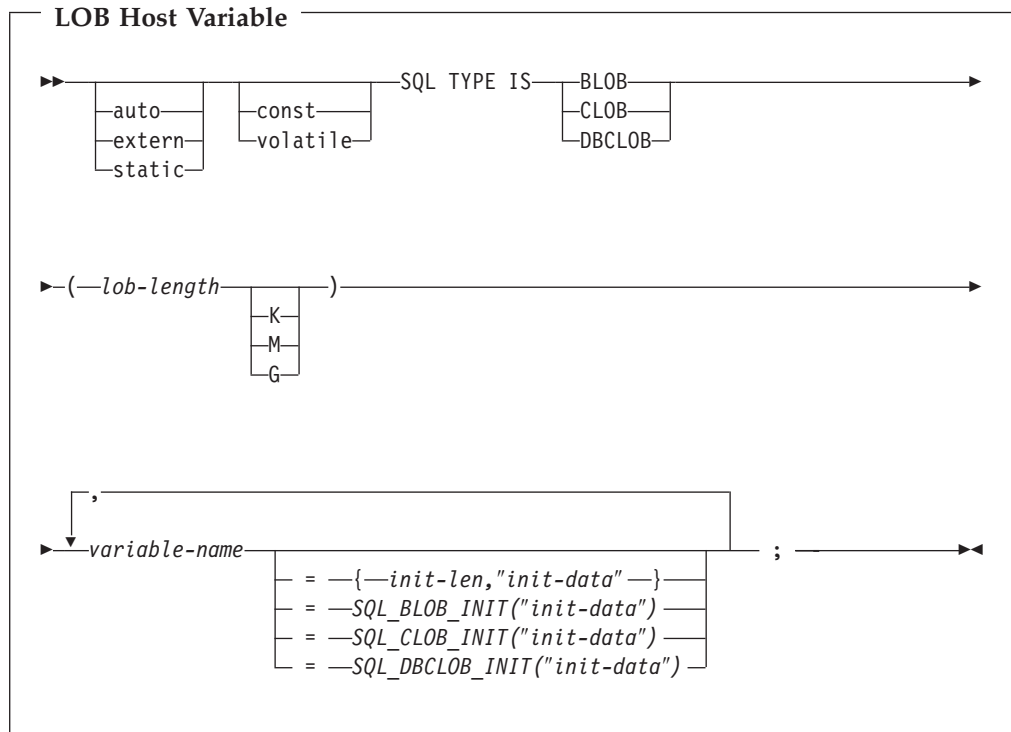 LOB Host Variable
SQL TYPE IS BLOB
auto const CLOB
extern volatile DBCLOB
static
( lob-length )
K
M
G
,
variable-name ;
= { init-len,"init-data" }
= SQL_BLOB_INIT("init-data")
= SQL_CLOB_INIT("init-data")
= SQL_DBCLOB_INIT("init-data")